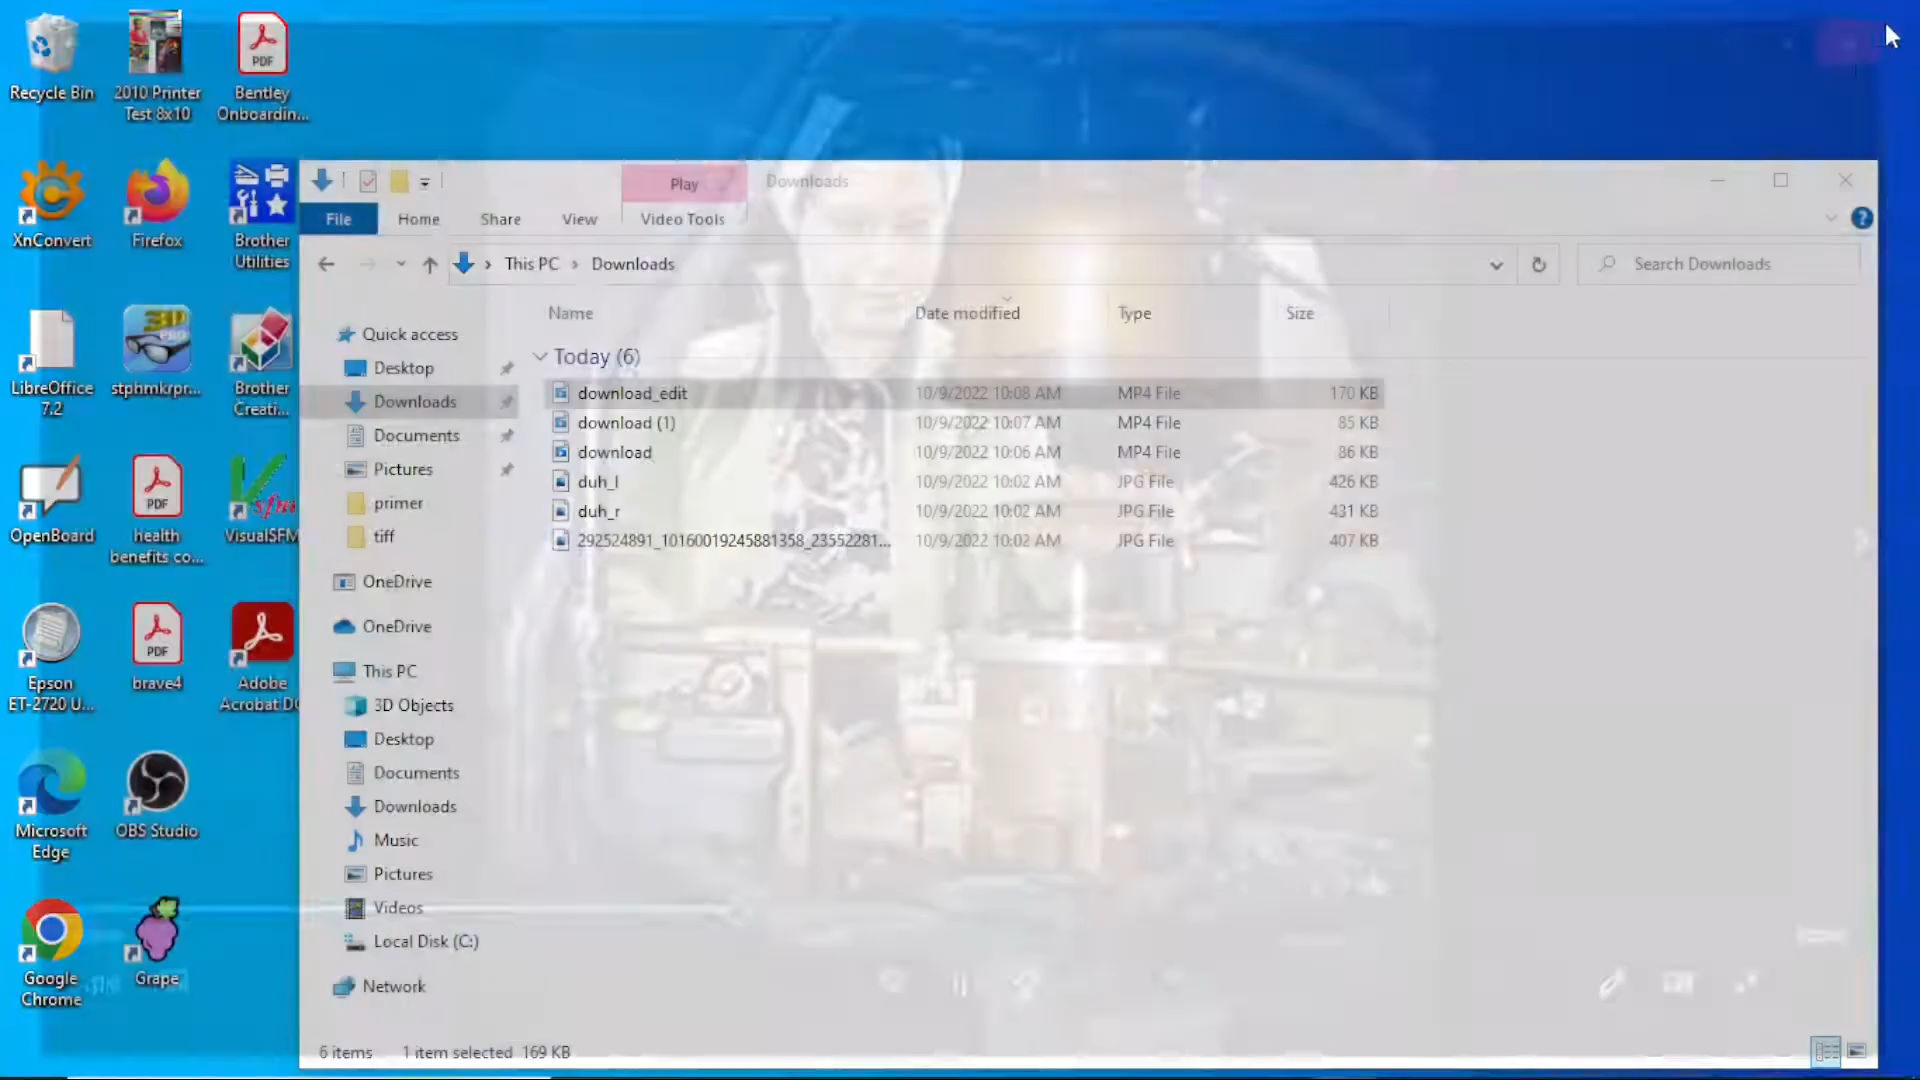 Recycle Bin
2010 Printer
Test 8x10
PDF
Bentley
Onboardin...
XnConvert
Firefox
Brother
Utilities
LibreOffice
7.2
3D
PRO
stphmkrpr...
Brother
Creati...
OpenBoard
PDF
health
benefits co...
VisualSFM
Epson
ET-2720 U...
PDF
brave4
Adobe
Acrobat DC
Microsoft
Edge
OBS Studio
Google
Chrome
Grape
Play
Downloads
File
Home
Share
View
Video Tools
This PC
Downloads
Search Downloads
Name
Date modified
Type
Size
Quick access
Desktop
Downloads
Documents
Pictures
primer
tiff
OneDrive
OneDrive
This PC
3D Objects
Desktop
Documents
Downloads
Music
Pictures
Videos
Local Disk (C:)
Network
Today (6)
download_edit 10/9/2022 10:08 AM MP4 File 170 KB
download (1) 10/9/2022 10:07 AM MP4 File 85 KB
download 10/9/2022 10:06 AM MP4 File 86 KB
duh_l 10/9/2022 10:02 AM JPG File 426 KB
duh_r 10/9/2022 10:02 AM JPG File 431 KB
292524891_10160019245881358_23552281... 10/9/2022 10:02 AM JPG File 407 KB
6 items 1 item selected 169 KB